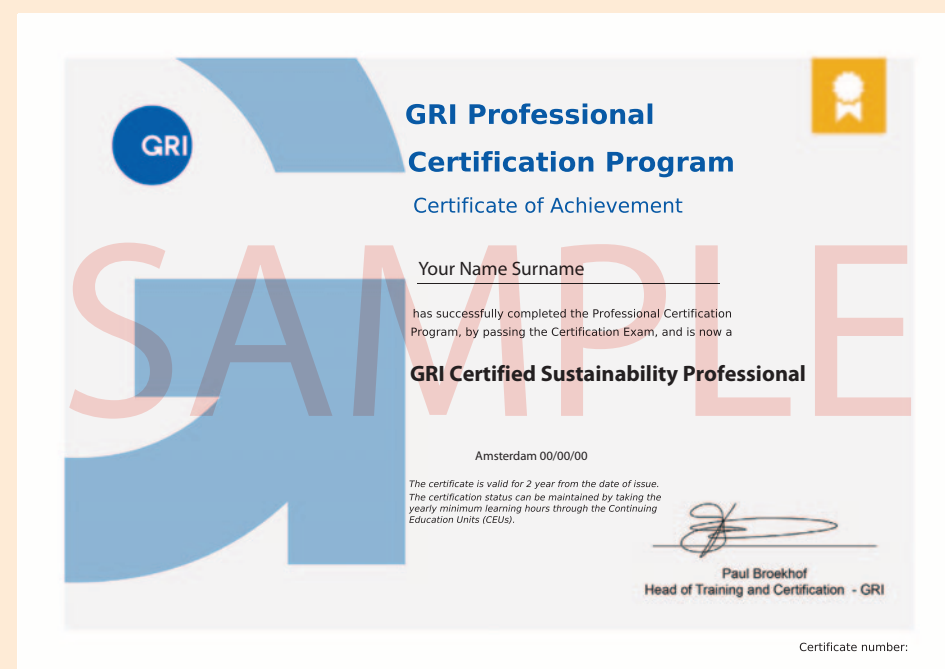 GRI
GRI Professional
Certification Program
Certificate of Achievement
SAMPLE
Your Name Surname
has successfully completed the Professional Certification
Program, by passing the Certification Exam, and is now a
GRI Certified Sustainability Professional
Amsterdam 00/00/00
The certificate is valid for 2 year from the date of issue.
The certification status can be maintained by taking the
yearly minimum learning hours through the Continuing
Education Units (CEUs).
Paul Broekhof
Head of Training and Certification - GRI
Certificate number: